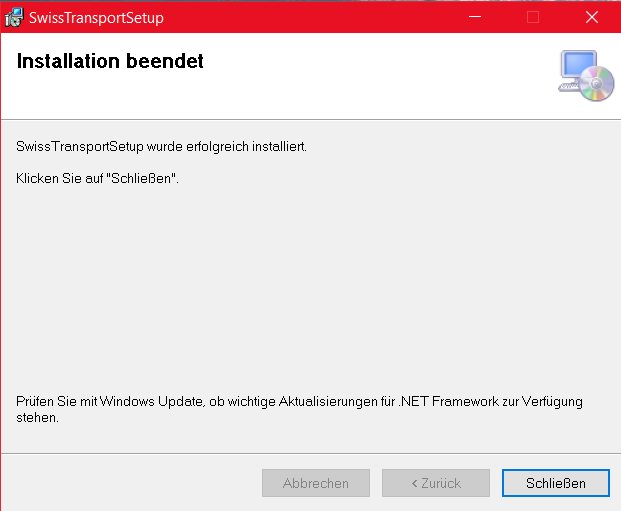 SwissTransportSetup
Installation beendet
SwissTransportSetup wurde erfolgreich installiert.
Klicken Sie auf "Schließen".
Prüfen Sie mit Windows Update, ob wichtige Aktualisierungen für .NET Framework zur Verfügung
stehen.
Abbrechen
< Zurück
Schließen